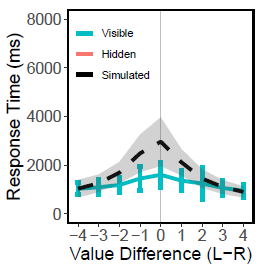 Response Time (ms)
8000
6000
4000
2000
0
Visible
Hidden
Simulated
−4 −3 −2 −1 0 1 2 3 4
Value Difference (L−R)